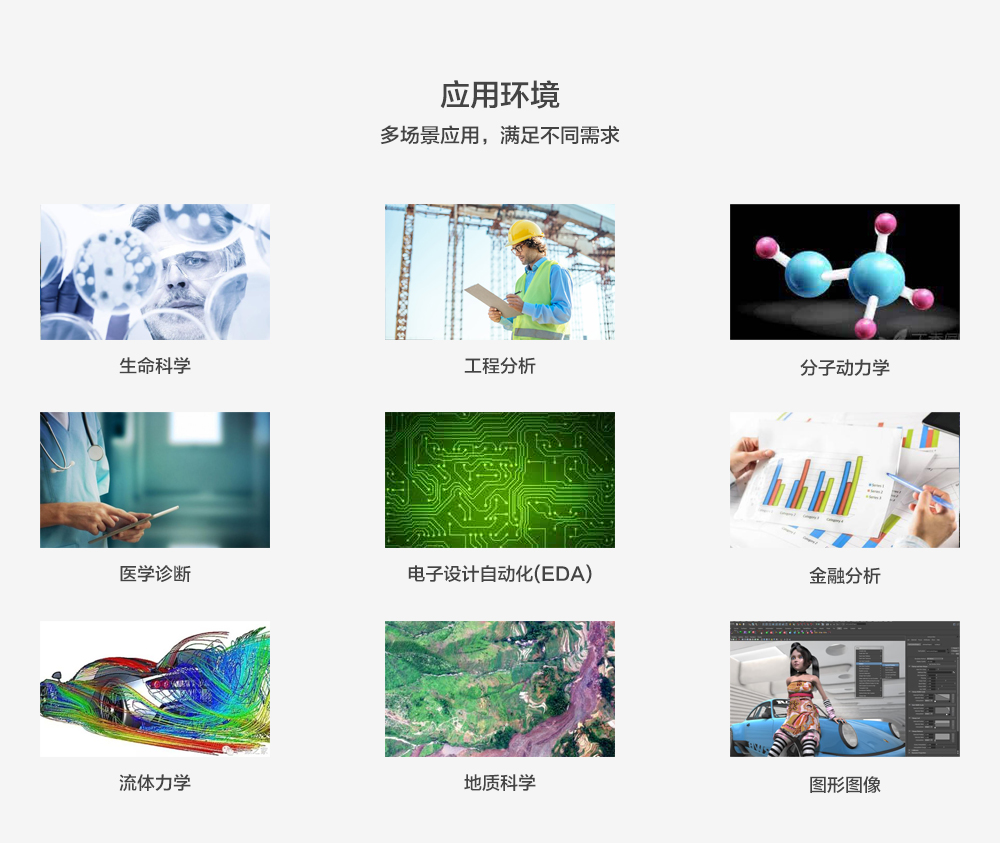 应用环境
多场景应用，满足不同需求
生命科学
工程分析
分子动力学
医学诊断
电子设计自动化(EDA)
金融分析
流体力学
地质科学
图形图像